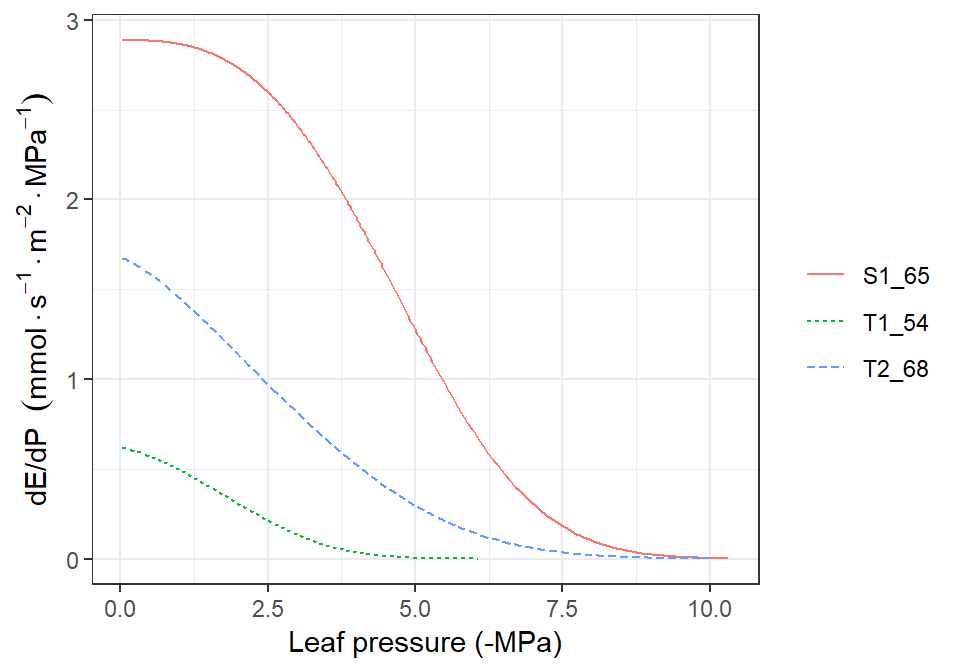 dE/dP (mmol · s⁻¹ · m⁻² · MPa⁻¹)
3
2
1
0
0.0 2.5 5.0 7.5 10.0
Leaf pressure (-MPa)
S1_65
T1_54
T2_68